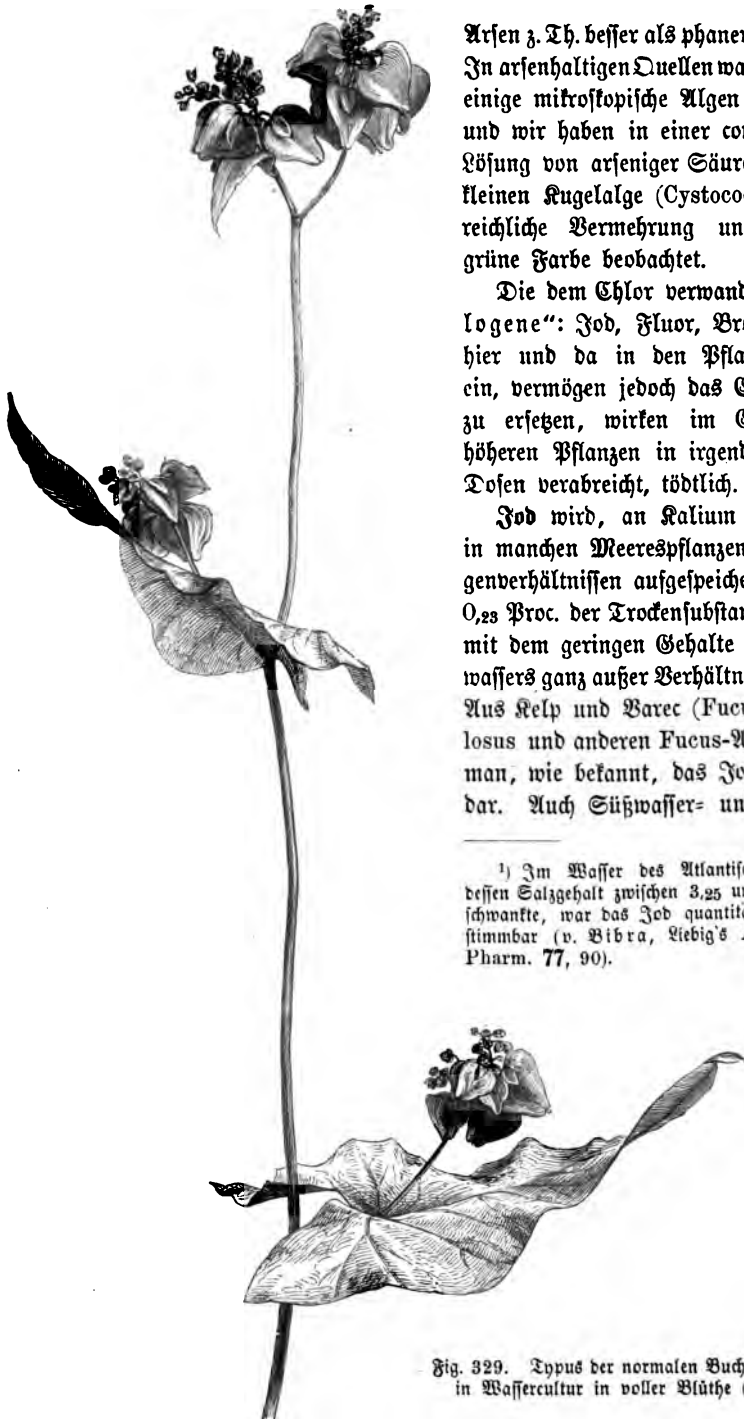 Arſen z. Th. beſſer als phaner
In arſenhaltigen Quellen wa
einige mikroſkopiſche Algen
und wir haben in einer con
Löſung von arſeniger Säure
kleinen Kugelalge (Cystoco
reichliche Vermehrung un
grüne Farbe beobachtet.
Die dem Chlor verwand
logene“: Jod, Fluor, Br
hier und da in den Pfla
ein, vermögen jedoch das
zu erſetzen, wirken im
höheren Pflanzen in irgend
Doſen verabreicht, tödtlich.
Jod wird, an Kalium
in manchen Meerespflanzen
genverhältniſſen aufgeſpeiche
0,23 Proc. der Trockenſubſtan
mit dem geringen Gehalte
waſſers ganz außer Verhältn
Aus Kelp und Varec (Fucu
losus und anderen Fucus-A
man, wie bekannt, das Jo
dar. Auch Süßwaſſer= un
¹) Im Waſſer des Atlantiſ
deſſen Salzgehalt zwiſchen 3,25 un
ſchwankte, war das Jod quantit
ſtimmbar (v. Bibra, Liebig's
Pharm. 77, 90).
Fig. 329. Typus der normalen Buch
in Waſſercultur in voller Blüthe (